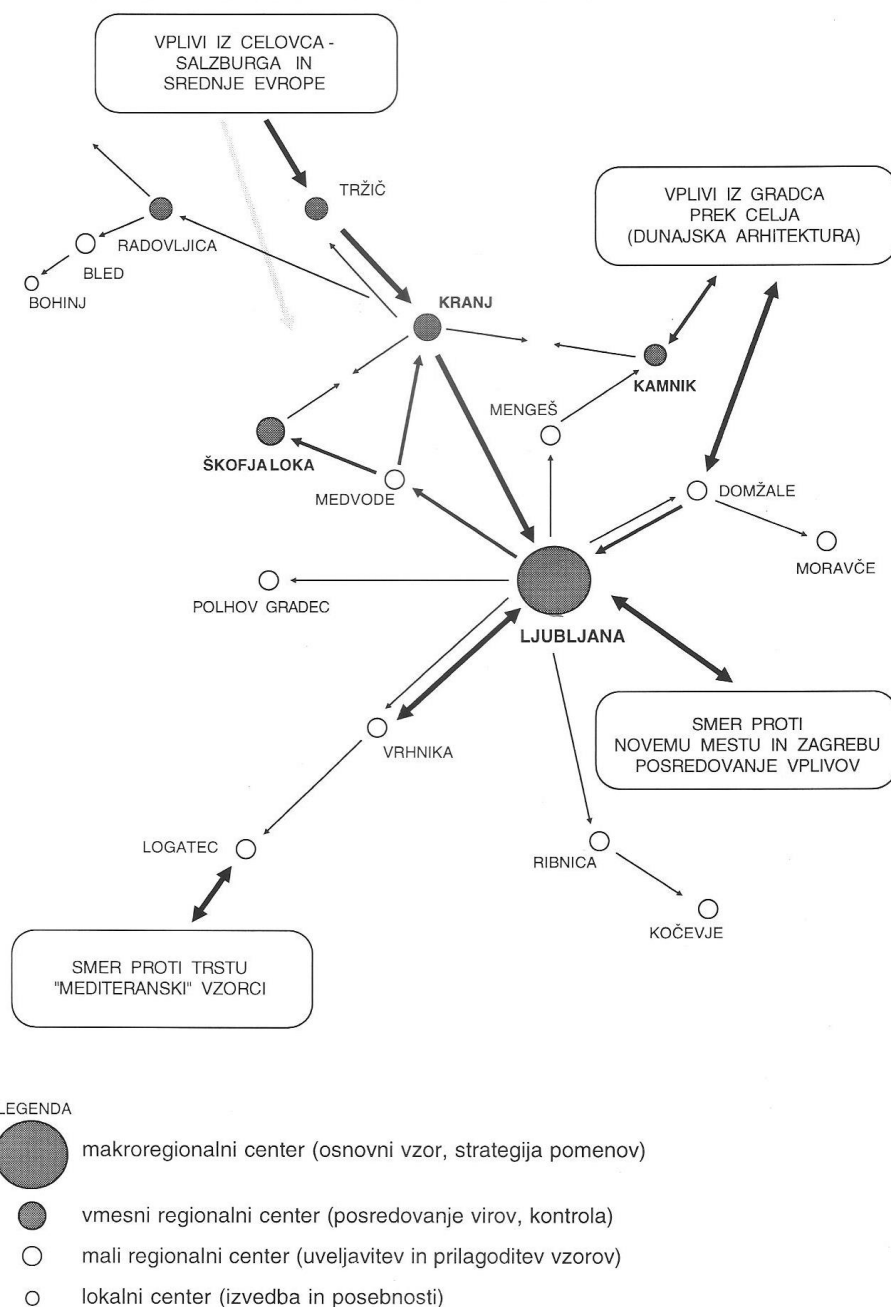 VPLIVI IZ CELOVCA -
SALZBURGA IN
SREDNJE EVROPE
TRŽIČ
VPLIVI IZ GRADCA
PREK CELJA
(DUNAJSKA ARHITEKTURA)
RADOVLJICA
BLED
BOHINJ
KRANJ
KAMNIK
MENGEŠ
ŠKOFJA LOKA
MEDVODE
DOMŽALE
MORAVČE
POLHOV GRADEC
LJUBLJANA
SMER PROTI
NOVEMU MESTU IN ZAGREBU
POSREDOVANJE VPLIVOV
VRHNIKA
LOGATEC
RIBNICA
KOČEVJE
SMER PROTI TRSTU
"MEDITERANSKI" VZORCI
LEGENDA
makroregionalni center (osnovni vzor, strategija pomenov)
vmesni regionalni center (posredovanje virov, kontrola)
mali regionalni center (uveljavitev in prilagoditev vzorov)
lokalni center (izvedba in posebnosti)